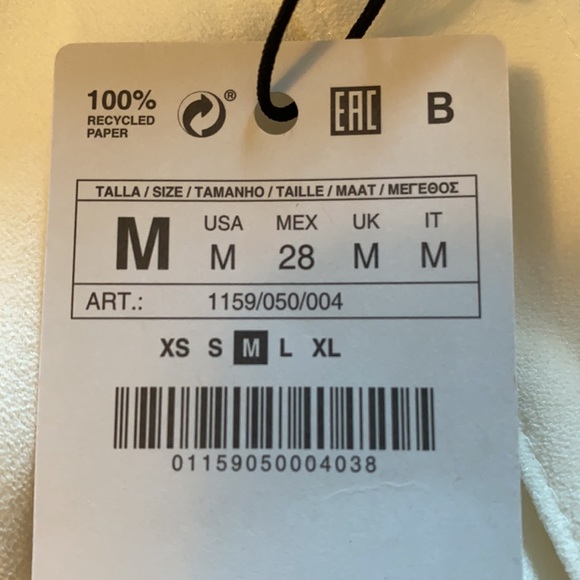 100%
RECYCLED
PAPER
®
EAC
B
TALLA / SIZE / TAMANHO / TAILLE / MAAT / ΜΕΓΕΘΟΣ
M
USA MEX UK IT
M 28 M M
ART.: 1159/050/004
XS S M L XL
01159050004038